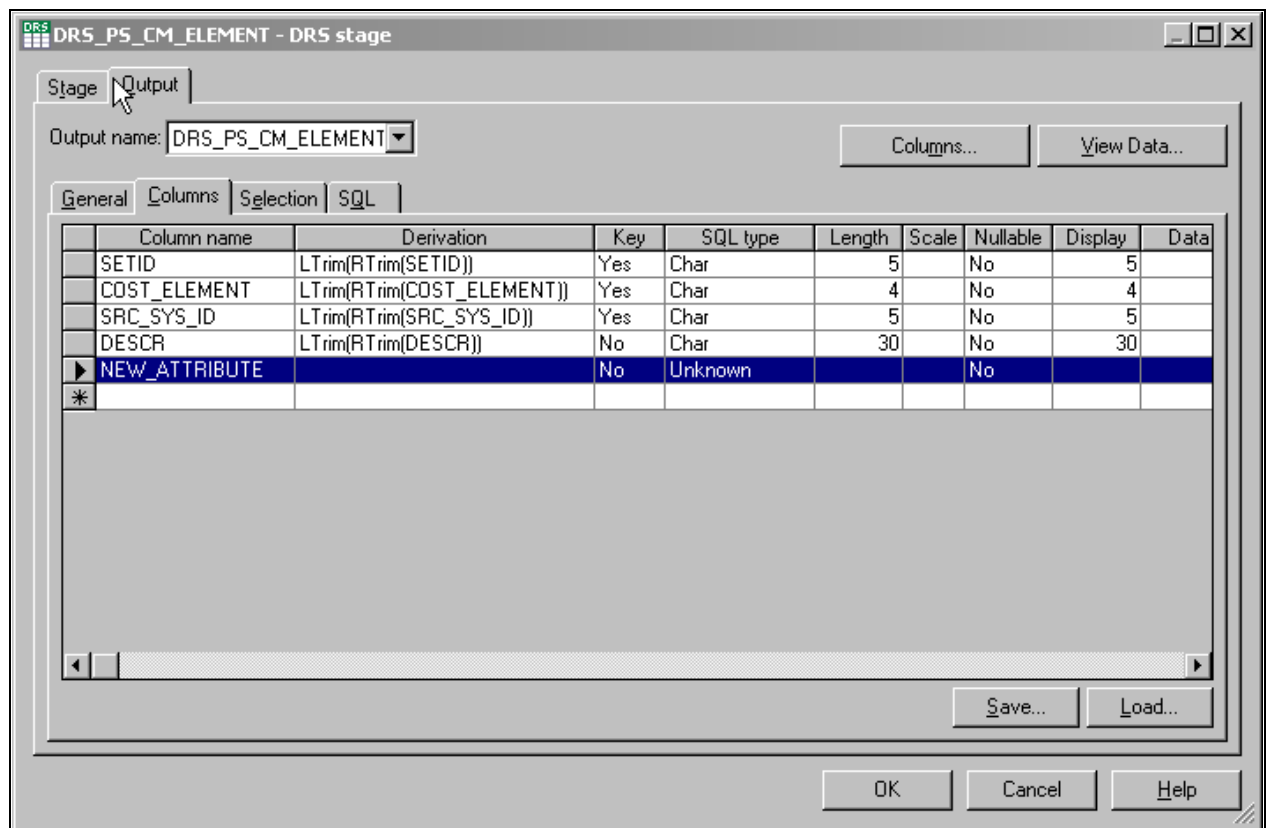 DRS DRS_PS_CM_ELEMENT - DRS stage
Stage Output
Output name: DRS_PS_CM_ELEMENT
Columns... View Data...
General Columns Selection SQL
Column name Derivation Key SQL type Length Scale Nullable Display Data
SETID LTrim(RTrim(SETID)) Yes Char 5 No 5
COST_ELEMENT LTrim(RTrim(COST_ELEMENT)) Yes Char 4 No 4
SRC_SYS_ID LTrim(RTrim(SRC_SYS_ID)) Yes Char 5 No 5
DESCR LTrim(RTrim(DESCR)) No Char 30 No 30
NEW_ATTRIBUTE No Unknown No
Save... Load...
OK Cancel Help